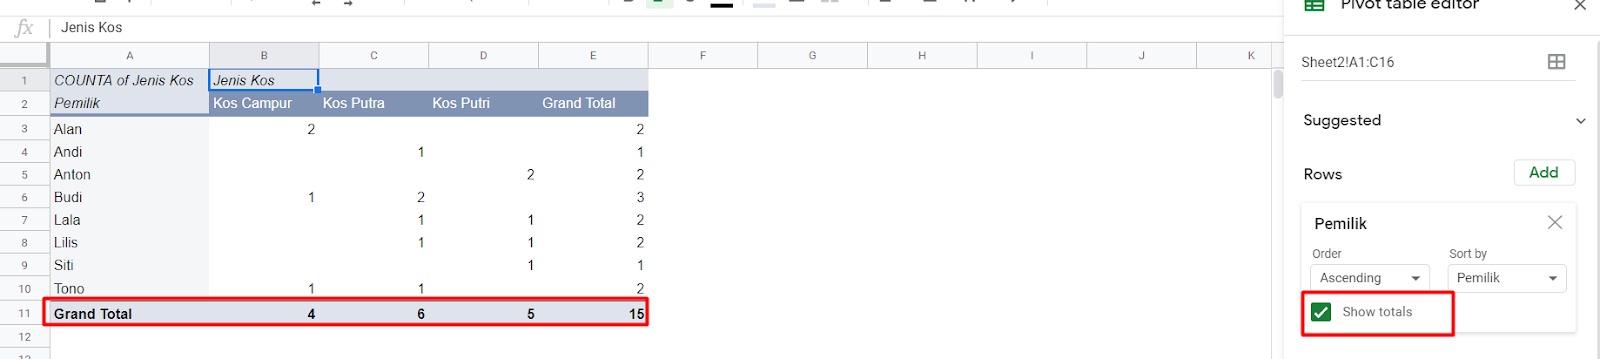 Pivot table editor
fx Jenis Kos
A B C D E F G H I J K
Sheet2!A1:C16
1 COUNTA of Jenis Kos Jenis Kos
2 Pemilik Kos Campur Kos Putra Kos Putri Grand Total
Suggested
3 Alan 2 2
4 Andi 1 1
5 Anton 2 2
Rows Add
6 Budi 1 2 3
7 Lala 1 1 2
Pemilik
8 Lilis 1 1 2
Order Sort by
9 Siti 1 1
Ascending Pemilik
10 Tono 1 1 2
11 Grand Total 4 6 5 15
Show totals
12